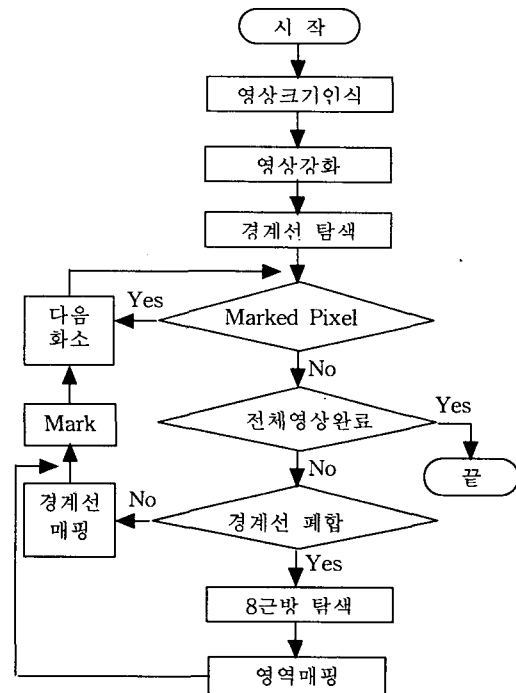 시 작
영상크기인식
영상강화
경계선 탐색
Yes
다음
화소
Marked Pixel
No
Mark
전체영상완료
Yes
끝
No
경계선
매핑
No
경계선 폐합
Yes
8근방 탐색
영역매핑